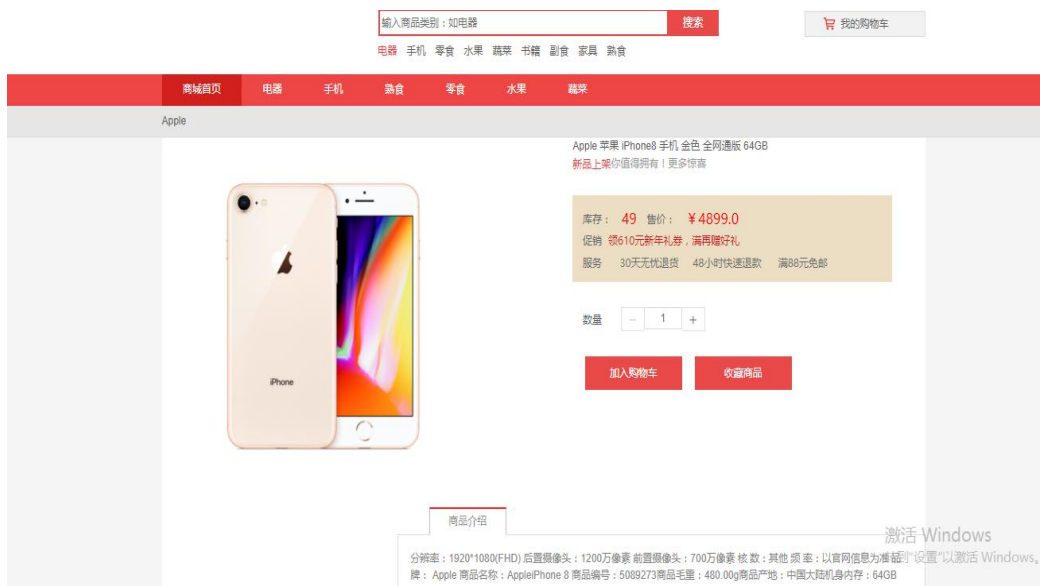 输入商品类别：如电器
搜索
我的购物车
电器 手机 零食 水果 蔬菜 书籍 副食 家具 熟食
商城首页 电器 手机 熟食 零食 水果 蔬菜
Apple
Apple 苹果 iPhone8 手机 金色 全网通版 64GB
新品上架你值得拥有！更多惊喜
库存： 49 售价： ￥4899.0
促销 领610元新年礼券，满再赠好礼
服务 30天无忧退货 48小时快速退款 满88元免邮
数量 − 1 +
加入购物车 收藏商品
iPhone
商品介绍
激活 Windows
分辨率：1920*1080(FHD) 后置摄像头：1200万像素 前置摄像头：700万像素 核 数：其他 频 率：以官网信息为准 品
转到"设置"以激活 Windows。
牌： Apple 商品名称：AppleiPhone 8 商品编号：5089273商品毛重：480.00g商品产地：中国大陆机身内存：64GB